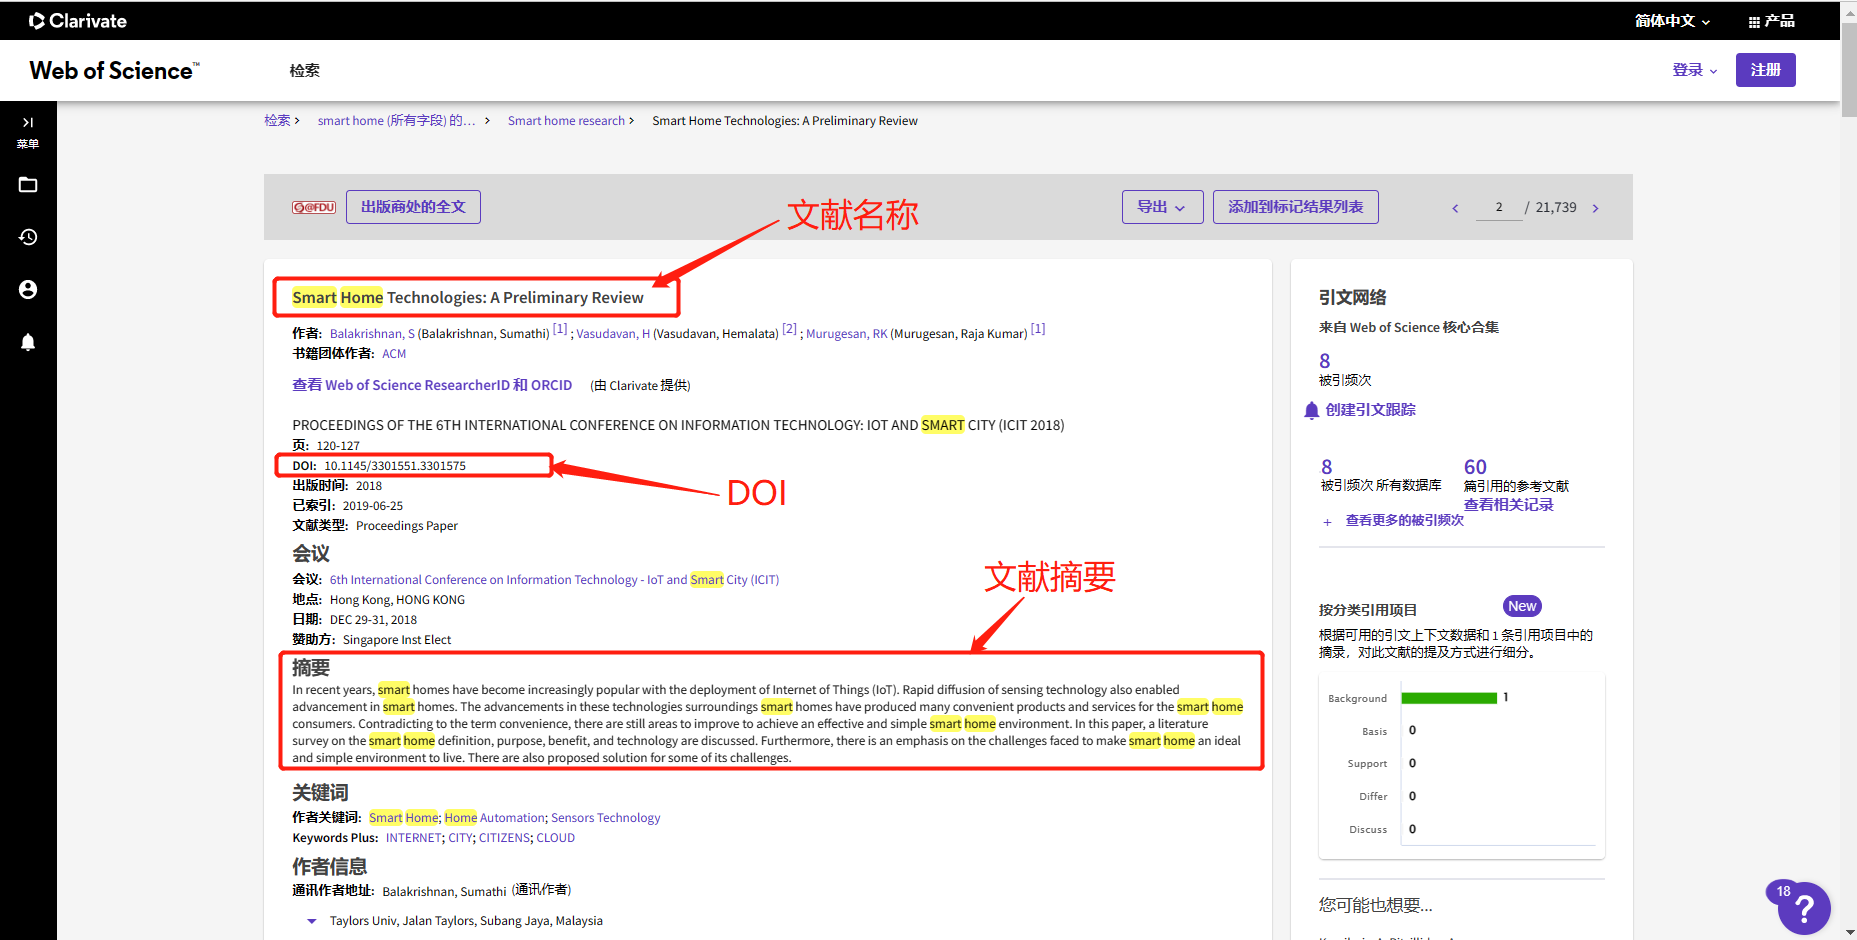 Clarivate
简体中文
产品
Web of Science™
检索
登录
注册
菜单
检索 > smart home (所有字段) 的… > Smart home research > Smart Home Technologies: A Preliminary Review
@FDU
出版商处的全文
导出
添加到标记结果列表
2 / 21,739
文献名称
Smart Home Technologies: A Preliminary Review
作者: Balakrishnan, S (Balakrishnan, Sumathi) [1] ; Vasudavan, H (Vasudavan, Hemalata) [2] ; Murugesan, RK (Murugesan, Raja Kumar) [1]
书籍团体作者: ACM
查看 Web of Science ResearcherID 和 ORCID (由 Clarivate 提供)
PROCEEDINGS OF THE 6TH INTERNATIONAL CONFERENCE ON INFORMATION TECHNOLOGY: IOT AND SMART CITY (ICIT 2018)
页: 120-127
DOI: 10.1145/3301551.3301575
DOI
出版时间: 2018
已索引: 2019-06-25
文献类型: Proceedings Paper
会议
会议: 6th International Conference on Information Technology - IoT and Smart City (ICIT)
地点: Hong Kong, HONG KONG
日期: DEC 29-31, 2018
赞助方: Singapore Inst Elect
文献摘要
摘要
In recent years, smart homes have become increasingly popular with the deployment of Internet of Things (IoT). Rapid diffusion of sensing technology also enabled
advancement in smart homes. The advancements in these technologies surroundings smart homes have produced many convenient products and services for the smart home
consumers. Contradicting to the term convenience, there are still areas to improve to achieve an effective and simple smart home environment. In this paper, a literature
survey on the smart home definition, purpose, benefit, and technology are discussed. Furthermore, there is an emphasis on the challenges faced to make smart home an ideal
and simple environment to live. There are also proposed solution for some of its challenges.
关键词
作者关键词: Smart Home; Home Automation; Sensors Technology
Keywords Plus: INTERNET; CITY; CITIZENS; CLOUD
作者信息
通讯作者地址: Balakrishnan, Sumathi (通讯作者)
Taylors Univ, Jalan Taylors, Subang Jaya, Malaysia
引文网络
来自 Web of Science 核心合集
8
被引频次
创建引文跟踪
8
被引频次 所有数据库
60
篇引用的参考文献
查看相关记录
+ 查看更多的被引频次
按分类引用项目
New
根据可用的引文上下文数据和 1 条引用项目中的
摘录，对此文献的提及方式进行细分。
Background 1
Basis 0
Support 0
Differ 0
Discuss 0
您可能也想要…
18
?